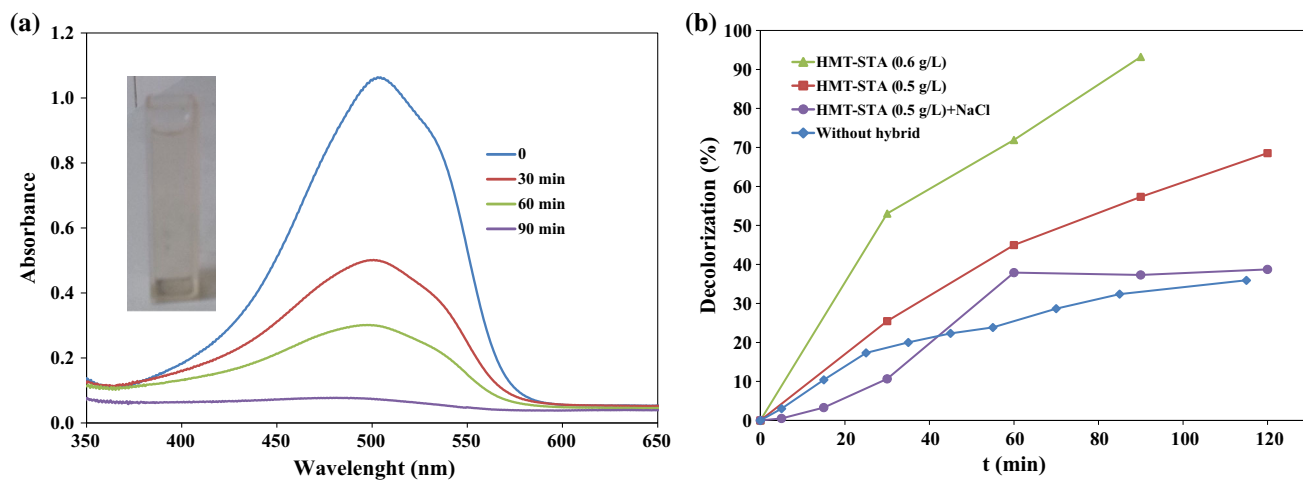 (a)
1.2
1.0
0.8
0.6
0.4
0.2
0.0
Absorbance
350 400 450 500 550 600 650
Wavelenght (nm)
0
30 min
60 min
90 min
(b)
100
90
80
70
60
50
40
30
20
10
0
Decolorization (%)
0 20 40 60 80 100 120
t (min)
HMT-STA (0.6 g/L)
HMT-STA (0.5 g/L)
HMT-STA (0.5 g/L)+NaCl
Without hybrid